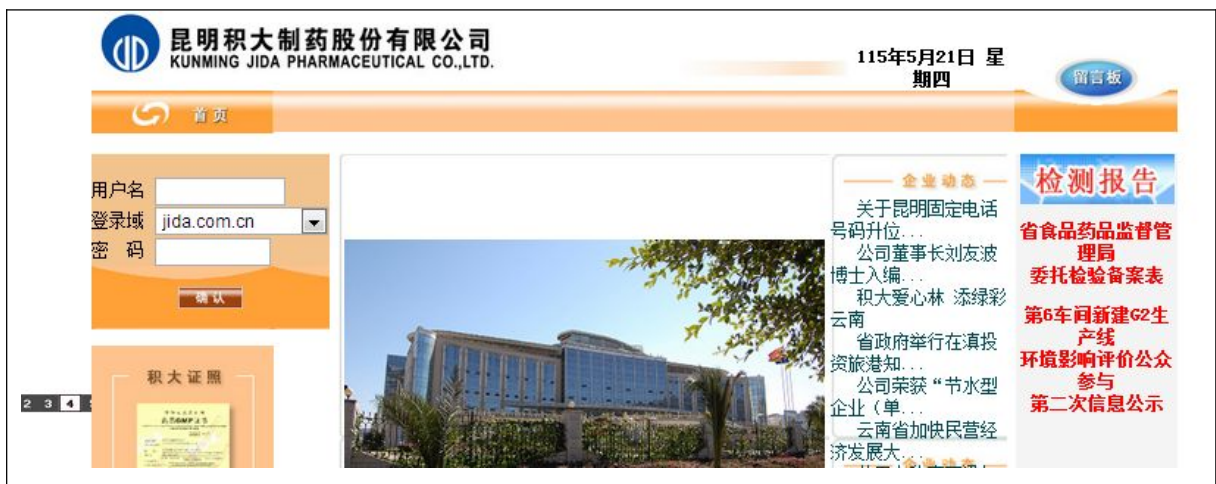 昆明积大制药股份有限公司
KUNMING JIDA PHARMACEUTICAL CO.,LTD.
115年5月21日 星
期四
留言板
首页
用户名
登录域 jida.com.cn
密 码
确认
积大证照
2 3 4
企业动态
关于昆明固定电话
号码升位...
公司董事长刘友波
博士入编...
积大爱心林 添绿彩
云南
省政府举行在滇投
资旅港知...
公司荣获“节水型
企业（单...
云南省加快民营经
济发展大...
检测报告
省食品药品监督管
理局
委托检验备案表
第6车间新建G2生
产线
环境影响评价公众
参与
第二次信息公示